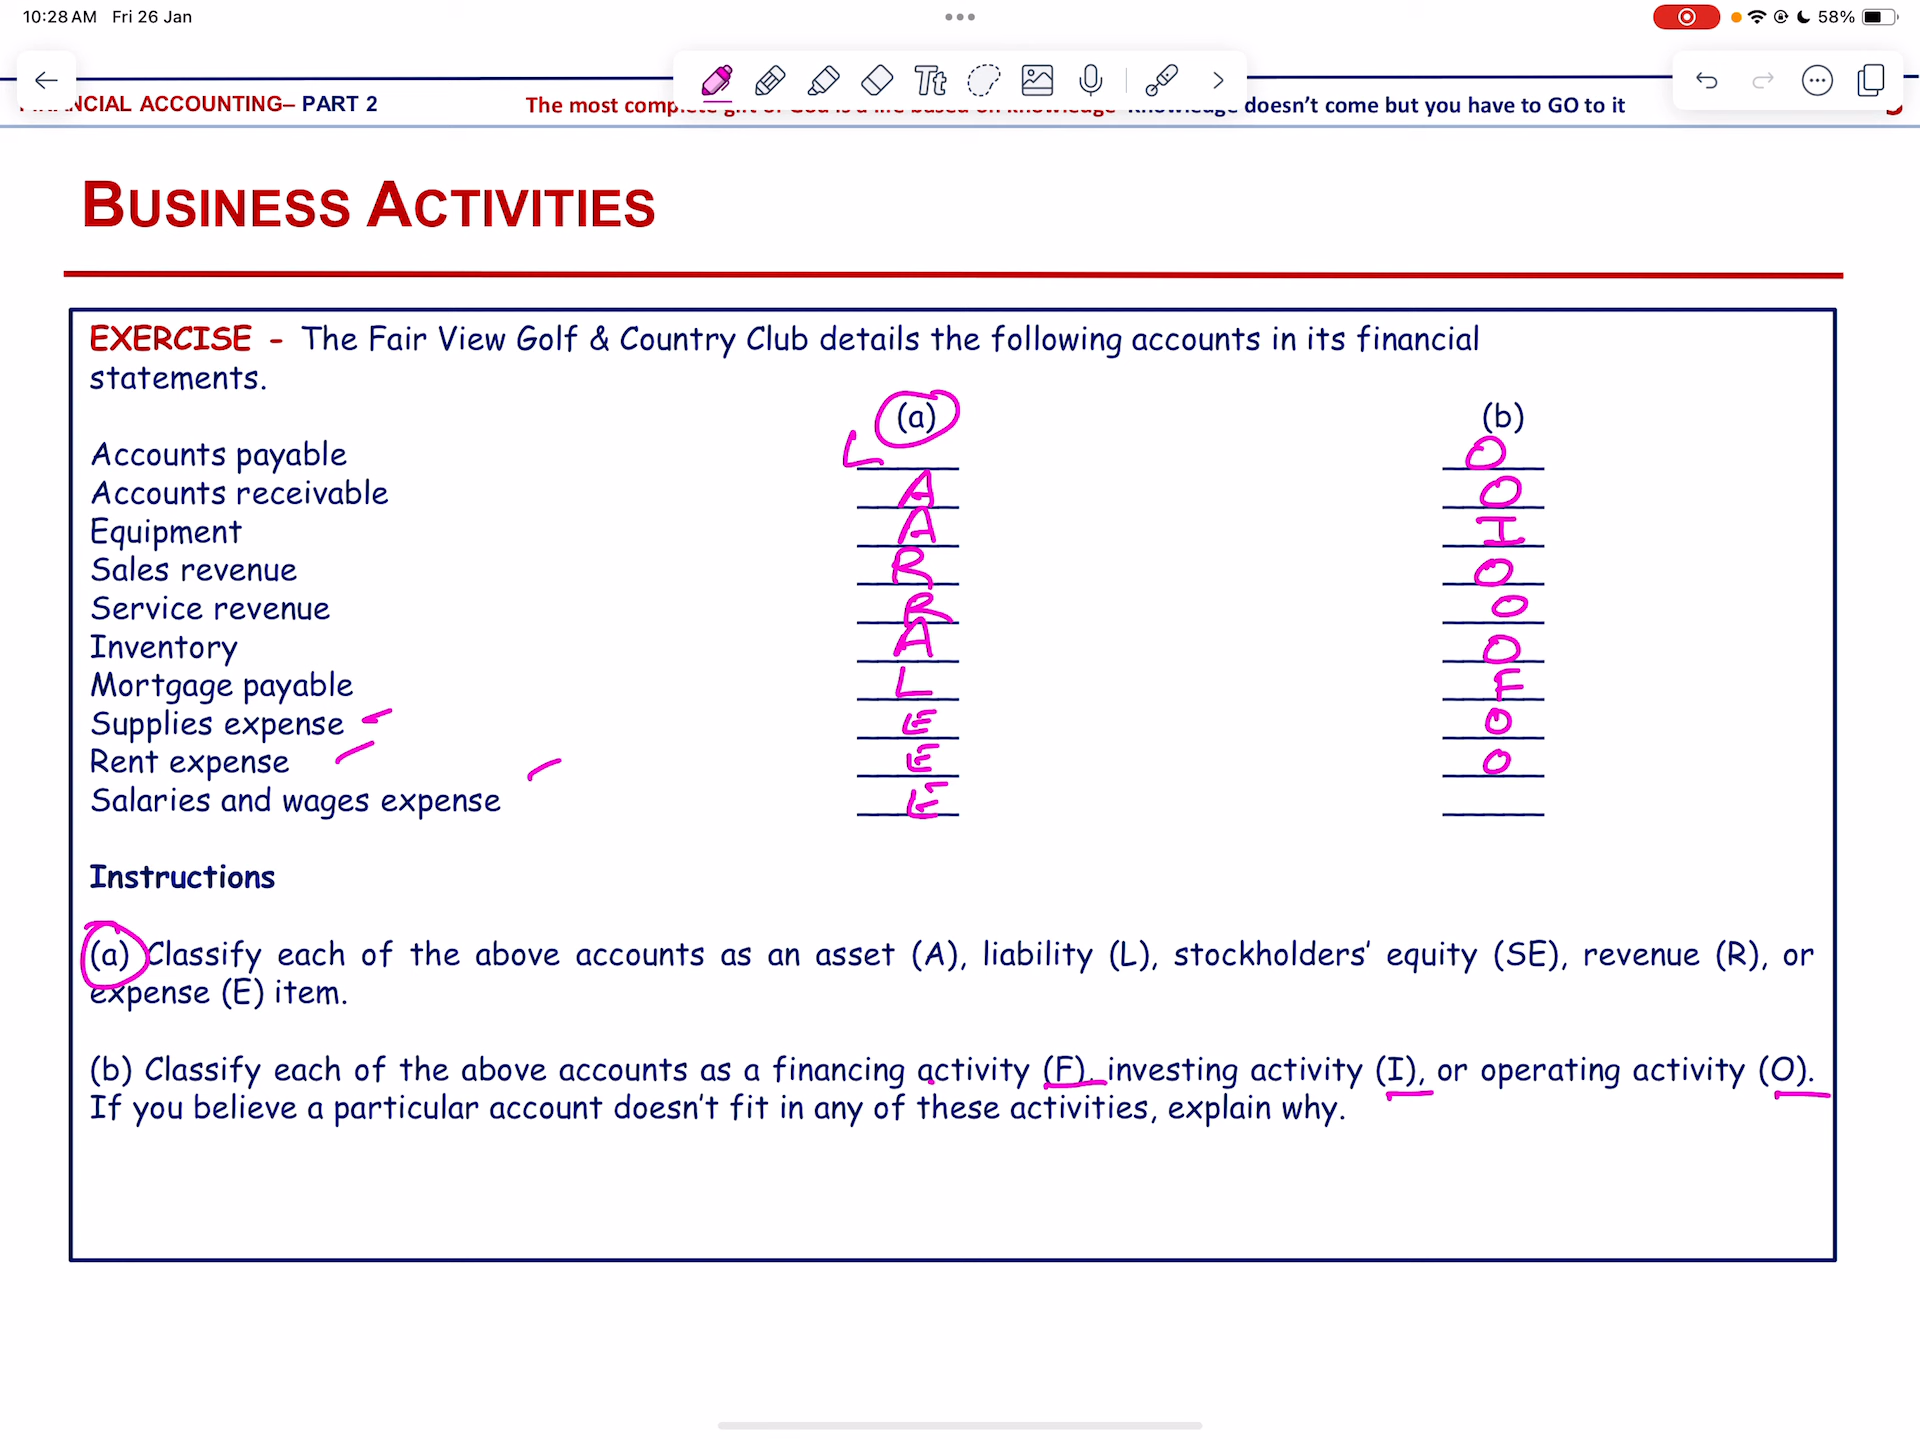 10:28 AM Fri 26 Jan 58%
NCIAL ACCOUNTING– PART 2 The most doesn't come but you have to GO to it
BUSINESS ACTIVITIES
EXERCISE - The Fair View Golf & Country Club details the following accounts in its financial
statements.
(a) (b)
Accounts payable L O
Accounts receivable A O
Equipment A I
Sales revenue R O
Service revenue R O
Inventory A O
Mortgage payable L F
Supplies expense E O
Rent expense E O
Salaries and wages expense E
Instructions
(a) Classify each of the above accounts as an asset (A), liability (L), stockholders' equity (SE), revenue (R), or
expense (E) item.
(b) Classify each of the above accounts as a financing activity (F), investing activity (I), or operating activity (O).
If you believe a particular account doesn't fit in any of these activities, explain why.